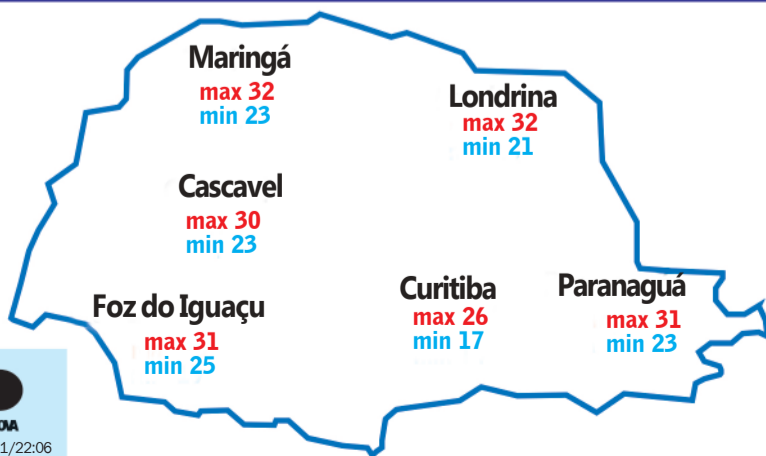 Maringá
max 32
min 23
Londrina
max 32
min 21
Cascavel
max 30
min 23
Foz do Iguaçu
max 31
min 25
Curitiba
max 26
min 17
Paranaguá
max 31
min 23
1/22:06